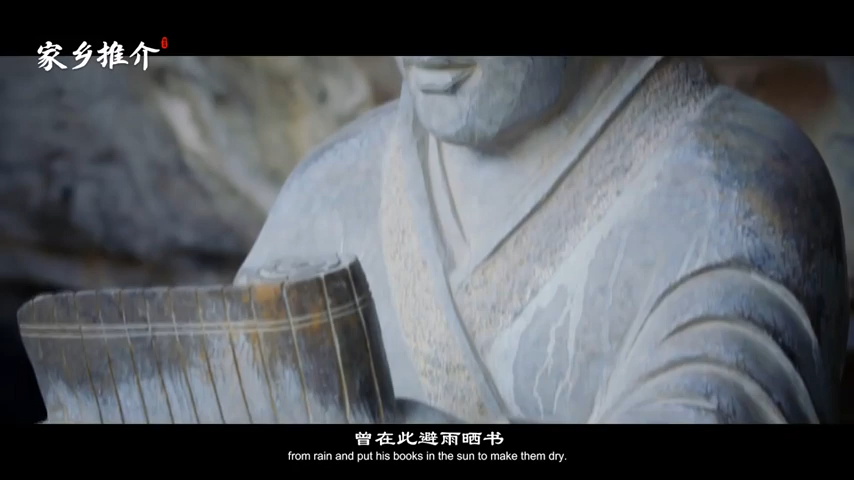 家乡推介
曾在此避雨晒书
from rain and put his books in the sun to make them dry.